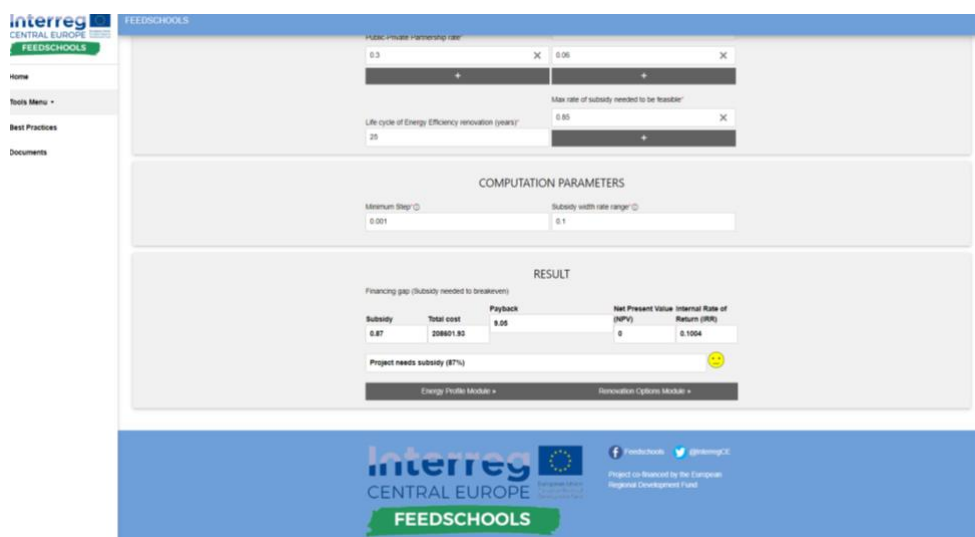 Interreg
CENTRAL EUROPE
FEEDSCHOOLS
FEEDSCHOOLS
Home
Tools Menu
Best Practices
Documents
Public-Private Partnership rate*
0.3
0.06
+
+
Max rate of subsidy needed to be feasible*
Life cycle of Energy Efficiency renovation (years)*
0.85
25
+
COMPUTATION PARAMETERS
Minimum Step*
Subsidy width rate range*
0.001
0.1
RESULT
Financing gap (Subsidy needed to breakeven)
Subsidy
Total cost
Payback
Net Present Value (NPV)
Internal Rate of Return (IRR)
0.87
208601.93
9.05
0
0.1004
Project needs subsidy (87%)
Energy Profile Module »
Renovation Options Module »
Interreg
CENTRAL EUROPE
FEEDSCHOOLS
Feedschools
@InterregCE
Project co-financed by the European
Regional Development Fund